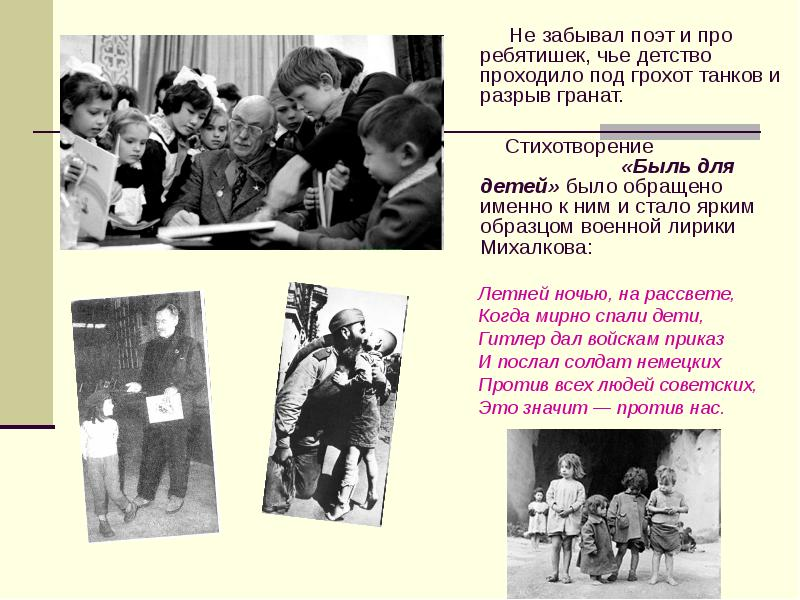 Не забывал поэт и про
ребятишек, чье детство
проходило под грохот танков и
разрыв гранат.
Стихотворение
«Быль для
детей» было обращено
именно к ним и стало ярким
образцом военной лирики
Михалкова:
Летней ночью, на рассвете,
Когда мирно спали дети,
Гитлер дал войскам приказ
И послал солдат немецких
Против всех людей советских,
Это значит — против нас.